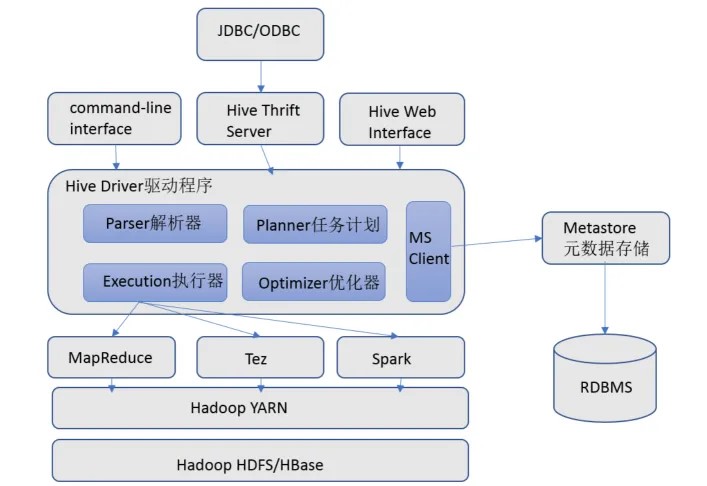 JDBC/ODBC
command-line
interface
Hive Thrift
Server
Hive Web
Interface
Hive Driver驱动程序
Parser解析器
Planner任务计划
MS
Client
Execution执行器
Optimizer优化器
Metastore
元数据存储
MapReduce
Tez
Spark
RDBMS
Hadoop YARN
Hadoop HDFS/HBase